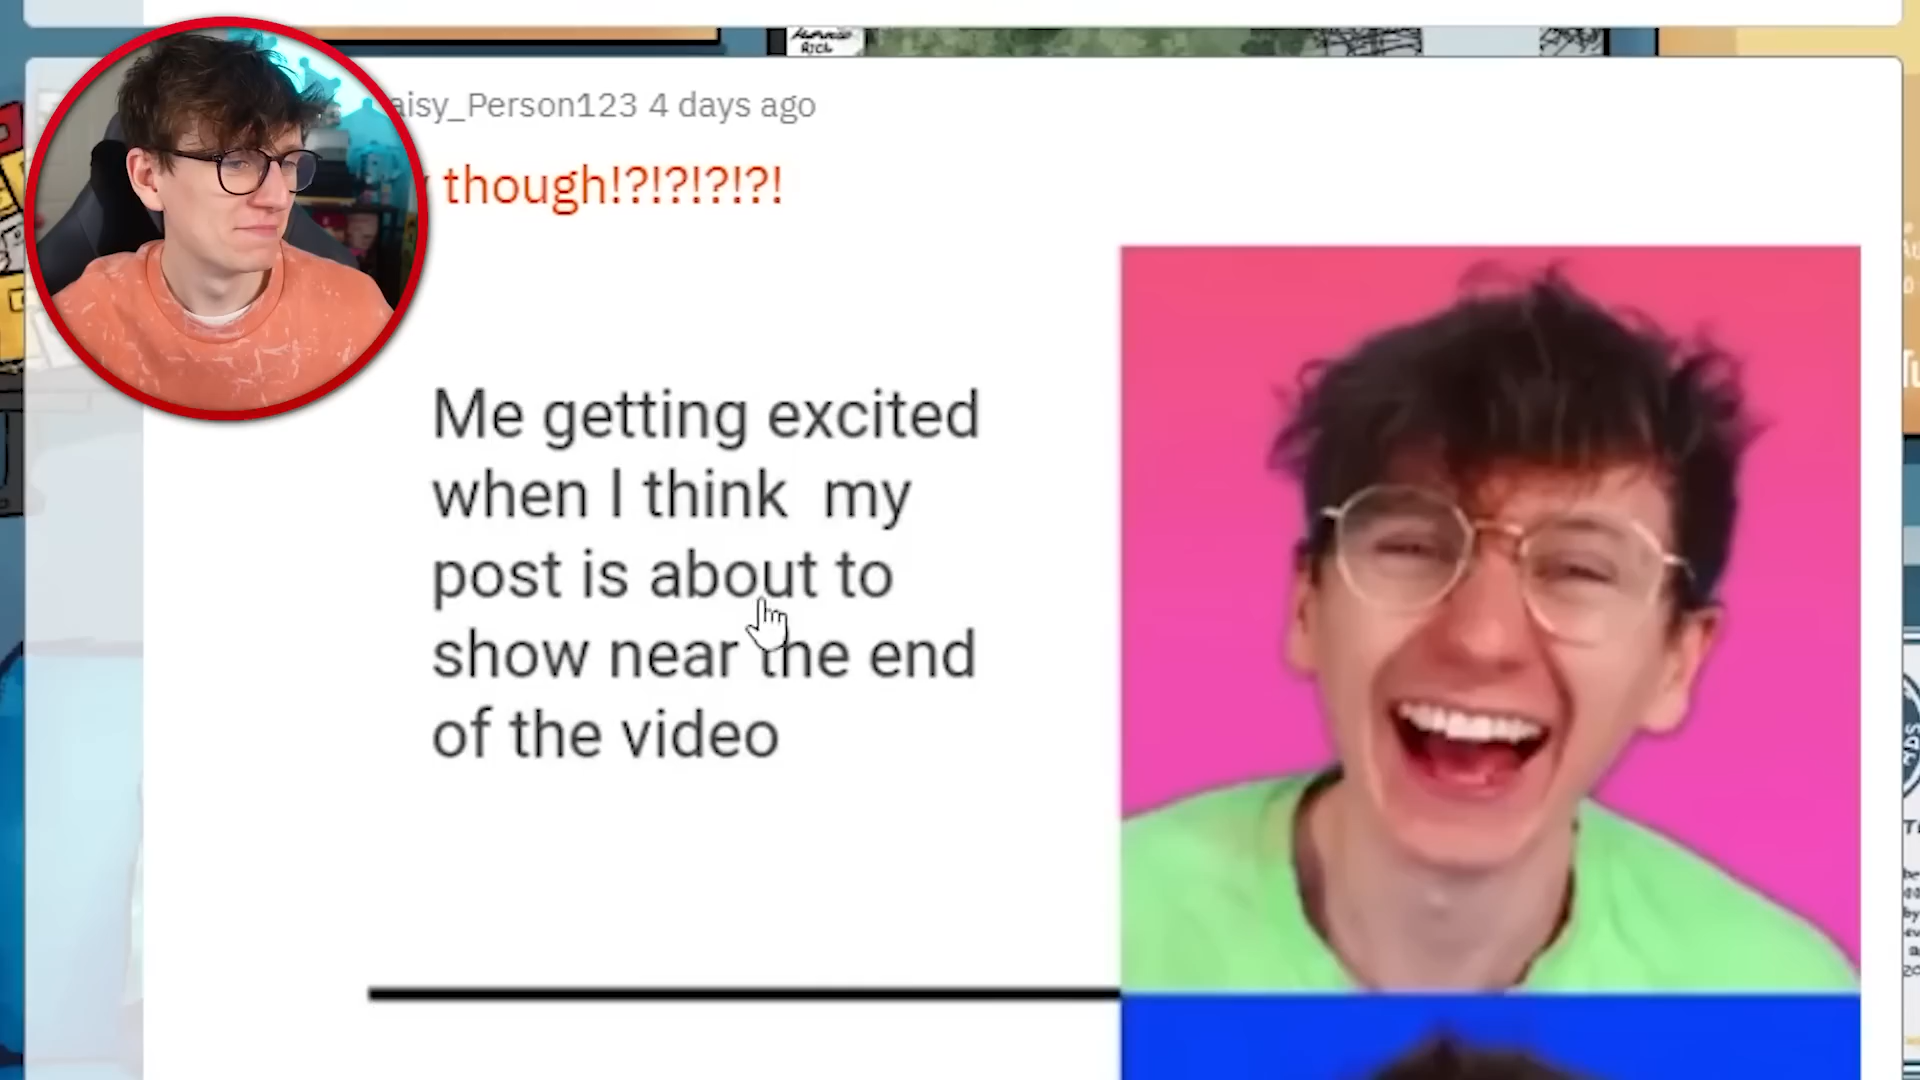 aisy_Person123 4 days ago
though!?!?!?!?!
Me getting excited
when I think  my
post is about to
show near the end
of the video